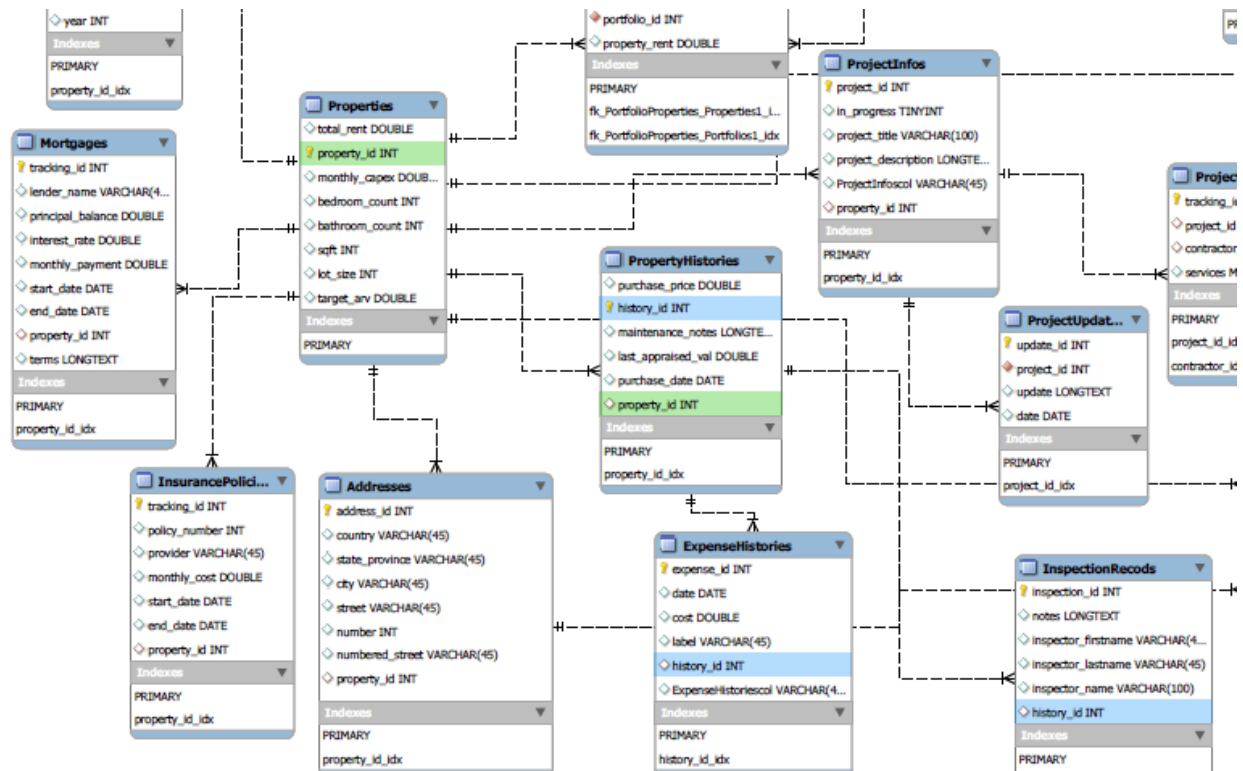 year INT
Indexes
PRIMARY
property_id_idx
Mortgages
tracking_id INT
lender_name VARCHAR(4...
principal_balance DOUBLE
interest_rate DOUBLE
monthly_payment DOUBLE
start_date DATE
end_date DATE
property_id INT
terms LONGTEXT
Indexes
PRIMARY
property_id_idx
Properties
total_rent DOUBLE
property_id INT
monthly_capex DOUB...
bedroom_count INT
bathroom_count INT
sqft INT
lot_size INT
target_arv DOUBLE
Indexes
PRIMARY
portfolio_id INT
property_rent DOUBLE
Indexes
PRIMARY
fk_PortfolioProperties_Properties1_i...
fk_PortfolioProperties_Portfolios1_idx
ProjectInfos
project_id INT
in_progress TINYINT
project_title VARCHAR(100)
project_description LONGTE...
ProjectInfoscol VARCHAR(45)
property_id INT
Indexes
PRIMARY
property_id_idx
Project
tracking_i
project_id
contractor
services M
Indexes
PRIMARY
project_id_id
contractor_id
PropertyHistories
purchase_price DOUBLE
history_id INT
maintenance_notes LONGTE...
last_appraised_val DOUBLE
purchase_date DATE
property_id INT
Indexes
PRIMARY
property_id_idx
ProjectUpdat...
update_id INT
project_id INT
update LONGTEXT
date DATE
Indexes
PRIMARY
project_id_idx
InsurancePolici...
tracking_id INT
policy_number INT
provider VARCHAR(45)
monthly_cost DOUBLE
start_date DATE
end_date DATE
property_id INT
Indexes
PRIMARY
property_id_idx
Addresses
address_id INT
country VARCHAR(45)
state_province VARCHAR(45)
city VARCHAR(45)
street VARCHAR(45)
number INT
numbered_street VARCHAR(45)
property_id INT
Indexes
PRIMARY
property_id_idx
ExpenseHistories
expense_id INT
date DATE
cost DOUBLE
label VARCHAR(45)
history_id INT
ExpenseHistoriescol VARCHAR(4...
Indexes
PRIMARY
history_id_idx
InspectionRecods
inspection_id INT
notes LONGTEXT
inspector_firstname VARCHAR(4...
inspector_lastname VARCHAR(45)
inspector_name VARCHAR(100)
history_id INT
Indexes
PRIMARY